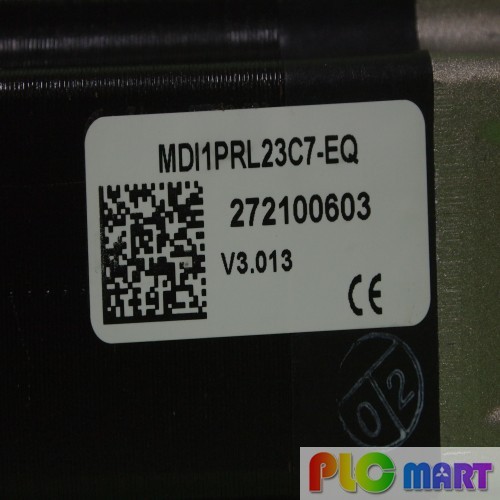 MDI1PRL23C7-EQ
272100603
V3.013
CE
02
PLC MART